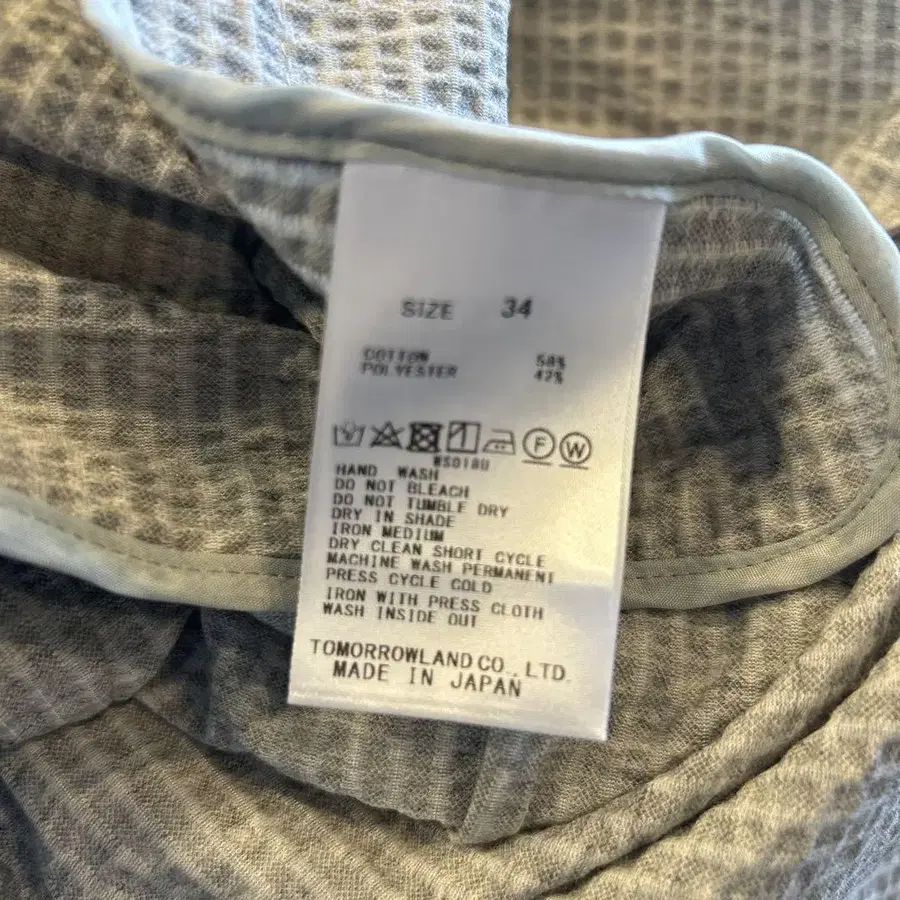 SIZE 34
COTTON 58%
POLYESTER 42%
F W
WS018U
HAND WASH
DO NOT BLEACH
DO NOT TUMBLE DRY
DRY IN SHADE
IRON MEDIUM
DRY CLEAN SHORT CYCLE
MACHINE WASH PERMANENT
PRESS CYCLE COLD
IRON WITH PRESS CLOTH
WASH INSIDE OUT
TOMORROWLAND CO., LTD.
MADE IN JAPAN